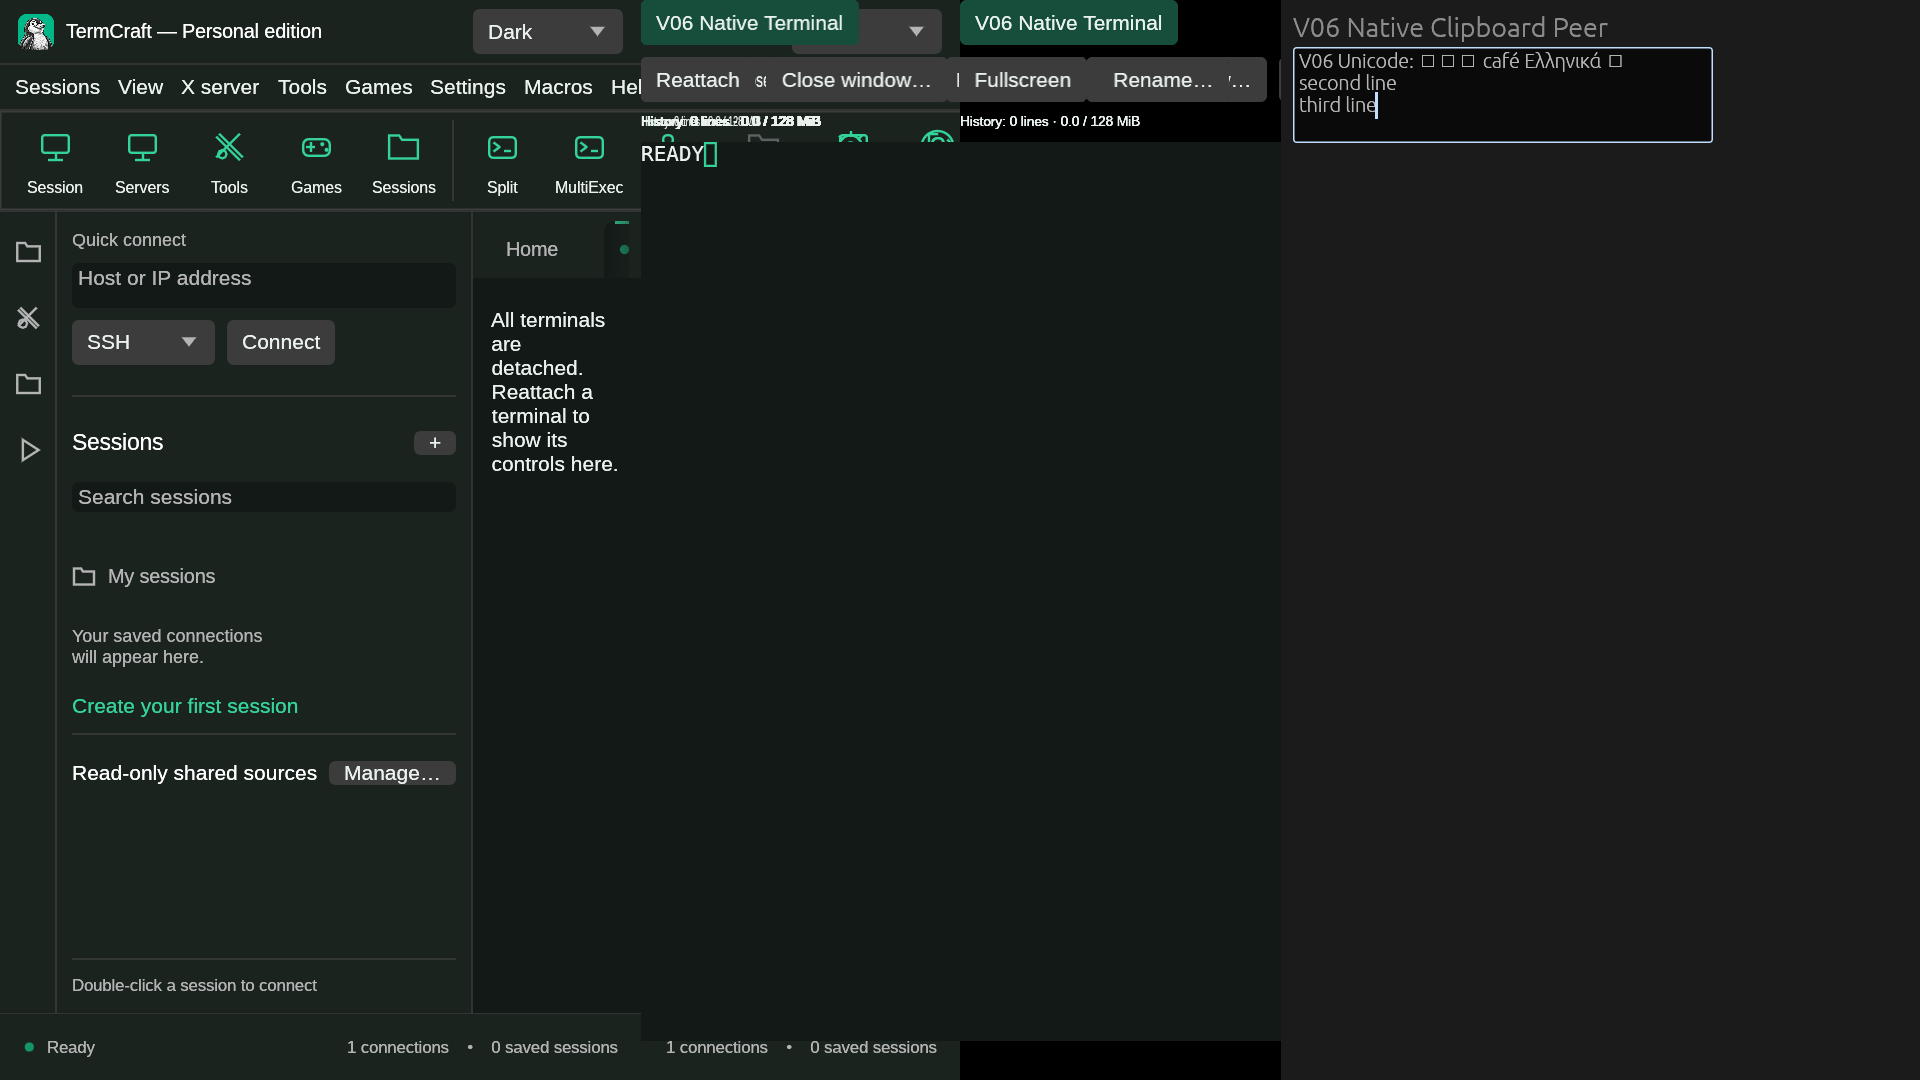 TermCraft — Personal edition
Dark
Sessions View X server Tools Games Settings Macros Hel
Session Servers Tools Games Sessions Split MultiExec
Quick connect
Host or IP address
SSH
Connect
Sessions
+
Search sessions
My sessions
Your saved connections
will appear here.
Create your first session
Read-only shared sources
Manage…
Double-click a session to connect
Ready
1 connections • 0 saved sessions
Home
All terminals
are
detached.
Reattach a
terminal to
show its
controls here.
V06 Native Terminal
Reattach
Close window…
READY
1 connections • 0 saved sessions
V06 Native Terminal
Fullscreen
Rename…
History: 0 lines · 0.0 / 128 MiB
V06 Native Clipboard Peer
V06 Unicode: □ □ □ café Ελληνικά □
second line
third line